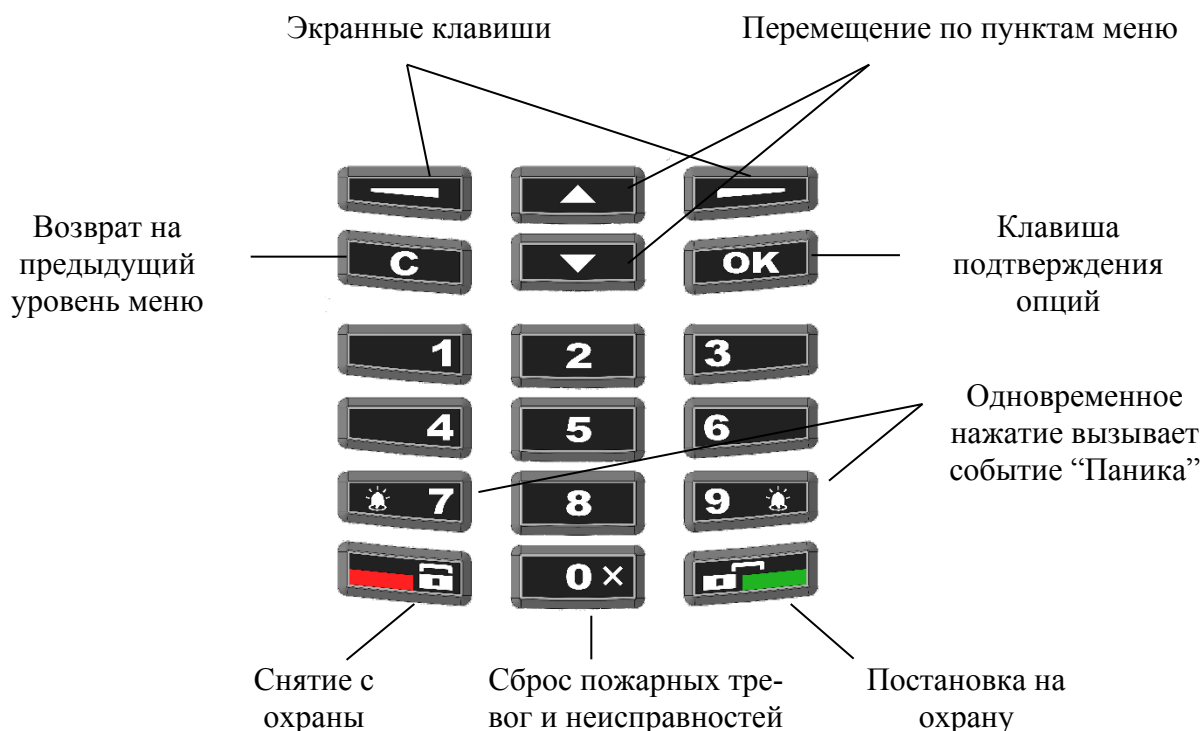 Экранные клавиши
Перемещение по пунктам меню
Возврат на
предыдущий
уровень меню
C
OK
Клавиша
подтверждения
опций
1
2
3
4
5
6
Одновременное
нажатие вызывает
событие “Паника”
7
8
9
0 ×
Снятие с
охраны
Сброс пожарных тре-
вог и неисправностей
Постановка на
охрану